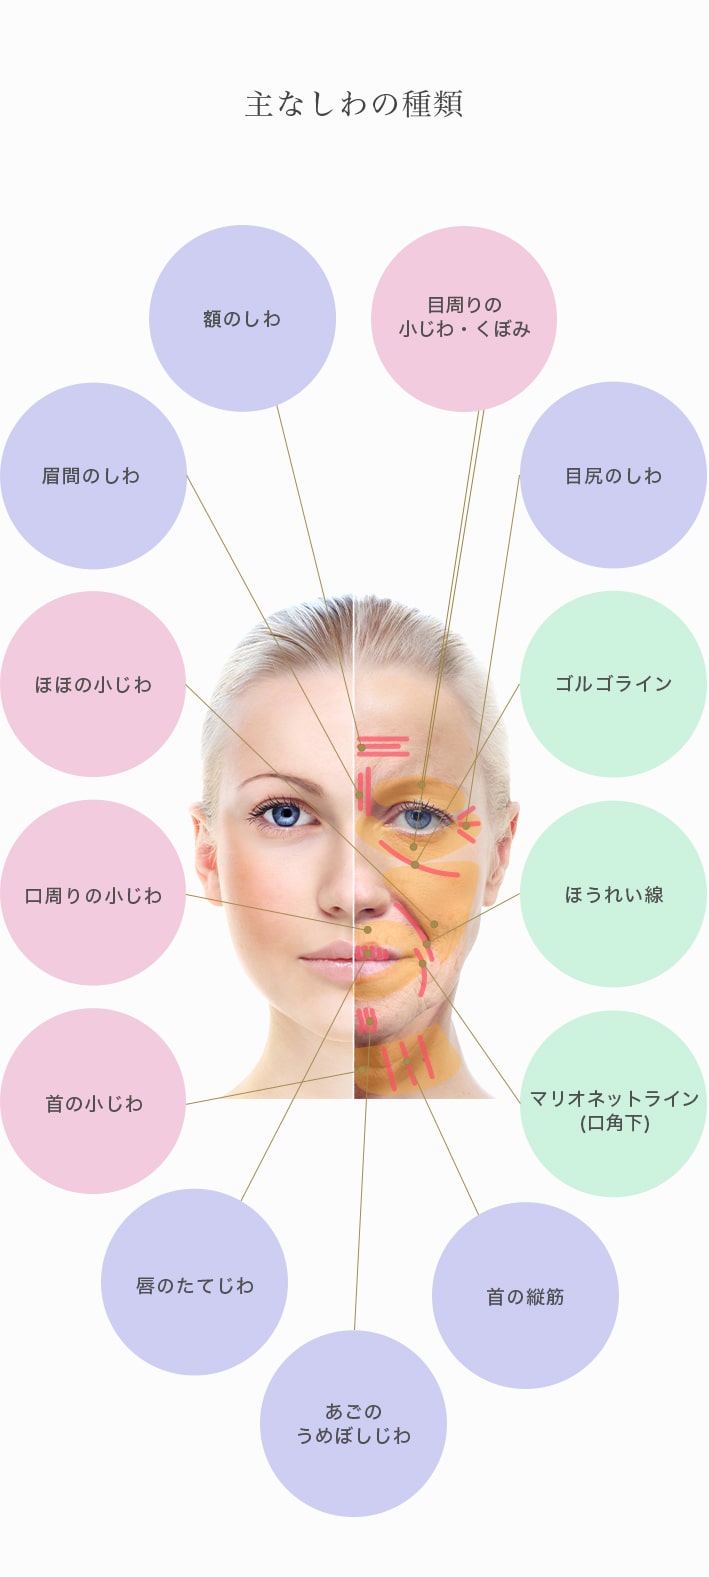 主なしわの種類
額のしわ
目周りの
小じわ・くぼみ
眉間のしわ
目尻のしわ
ほほの小じわ
ゴルゴライン
口周りの小じわ
ほうれい線
首の小じわ
マリオネットライン
(口角下)
唇のたてじわ
首の縦筋
あごの
うめぼしじわ